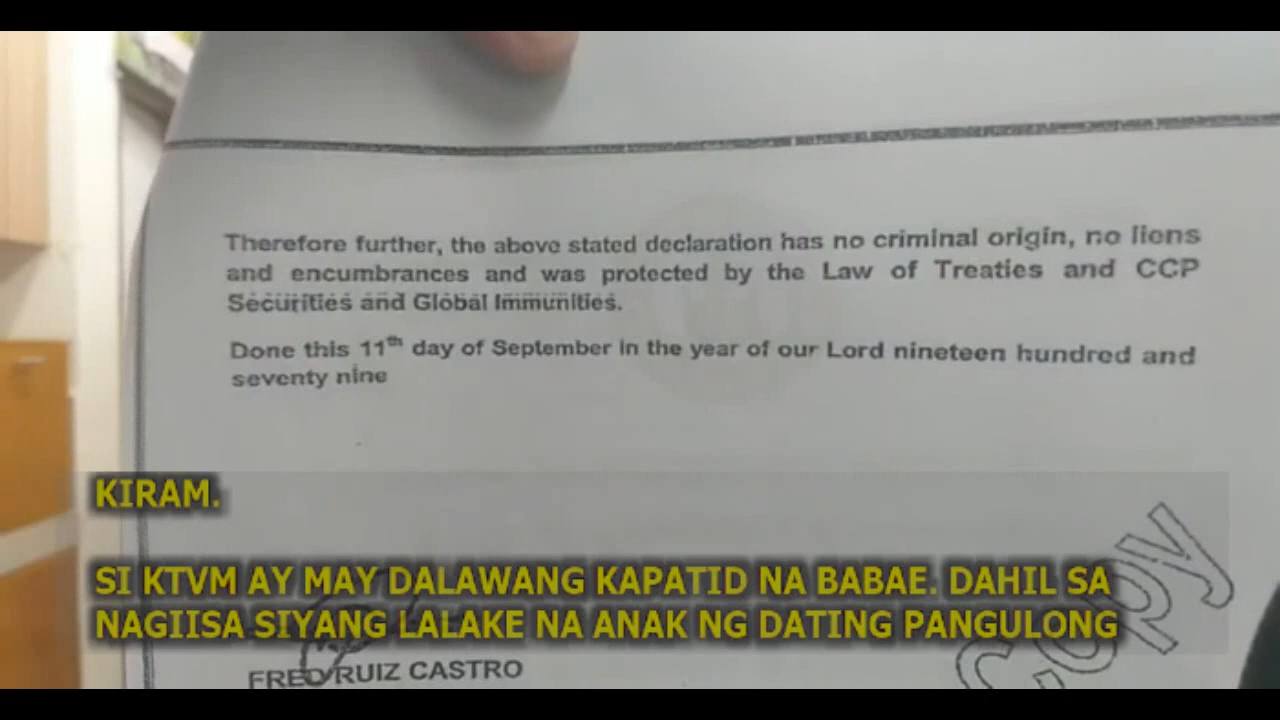 Therefore further, the above stated declaration has no criminal origin, no liens
and encumbrances and was protected by the Law of Treaties and CCP
Securities and Global Immunities.
Done this 11th day of September in the year of our Lord nineteen hundred and
seventy nine
KIRAM.
SI KTVM AY MAY DALAWANG KAPATID NA BABAE. DAHIL SA
NAGIISA SIYANG LALAKE NA ANAK NG DATING PANGULONG
FRED RUIZ CASTRO
Copy